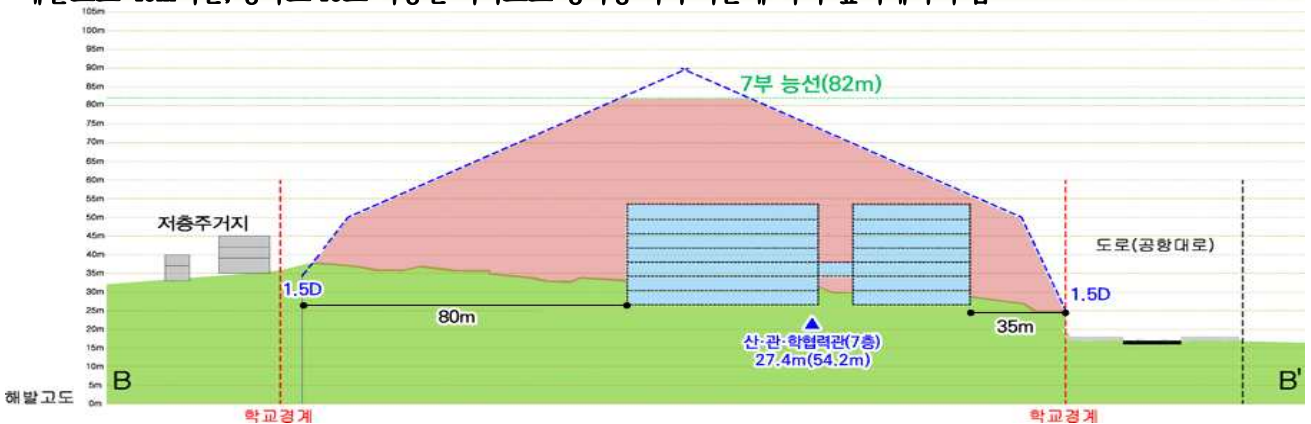 105m
100m
95m
90m
85m
80m
75m
70m
65m
60m
55m
50m
45m
40m
35m
30m
25m
20m
15m
10m
5m
0m
7부 능선(82m)
저층주거지
도로(공항대로)
1.5D
1.5D
80m
35m
산·관·학협력관(7층)
27.4m(54.2m)
B
B'
해발고도
학교경계
학교경계